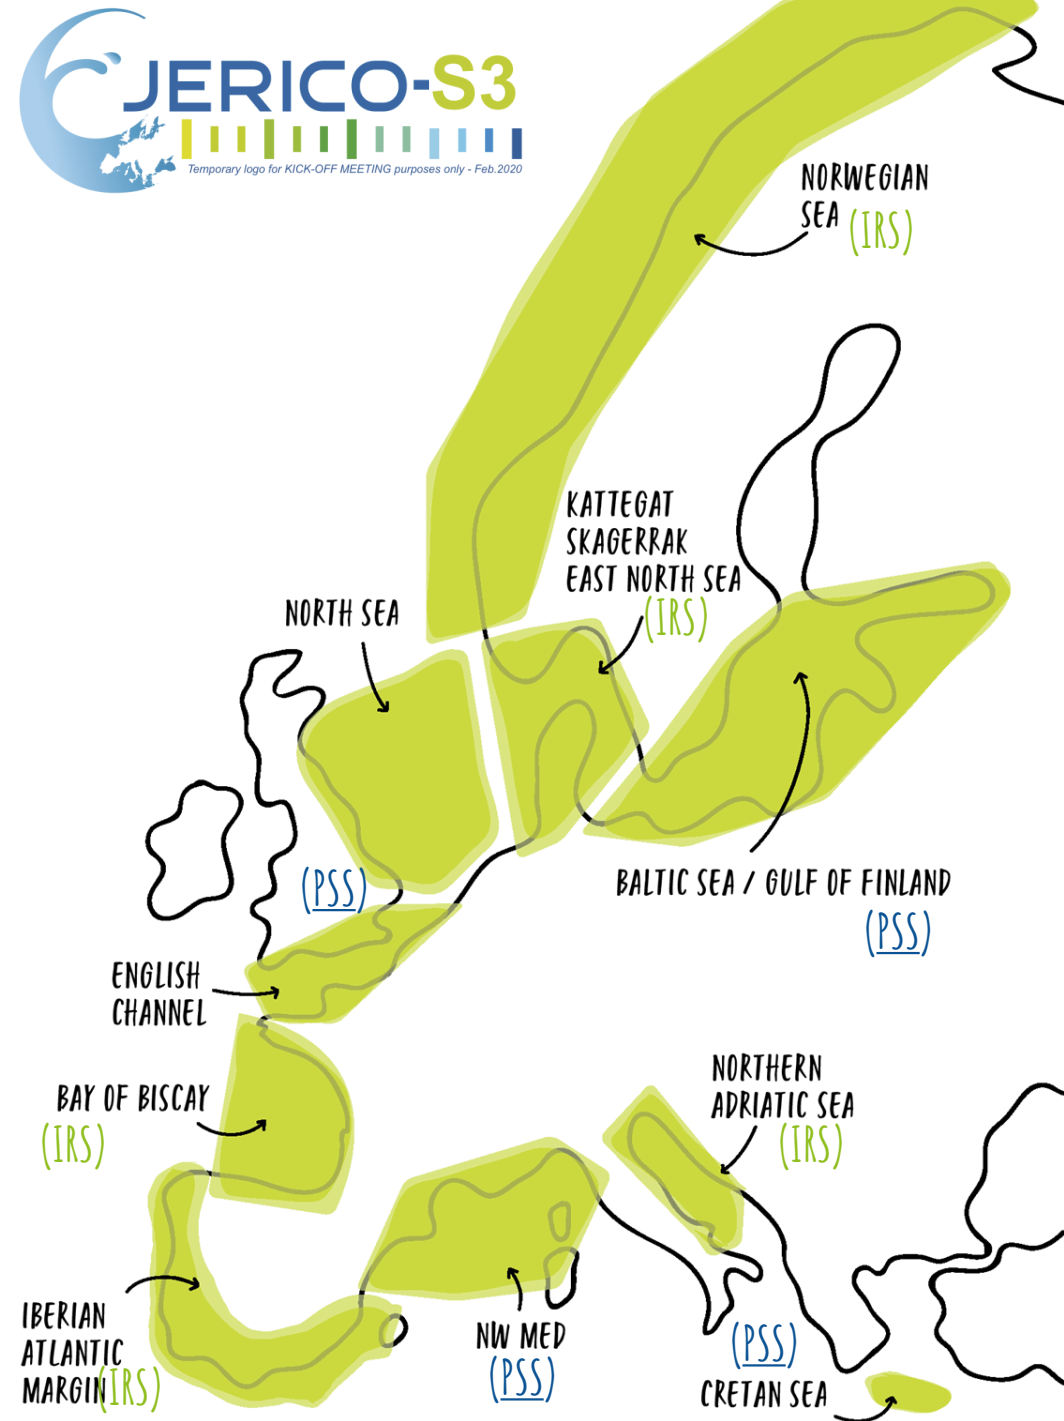 JERICO-S3
Temporary logo for KICK-OFF MEETING purposes only - Feb.2020
NORWEGIAN
SEA (IRS)
KATTEGAT
SKAGERRAK
EAST NORTH SEA
(IRS)
NORTH SEA
(PSS)
BALTIC SEA / GULF OF FINLAND
(PSS)
ENGLISH
CHANNEL
BAY OF BISCAY
(IRS)
NORTHERN
ADRIATIC SEA
(IRS)
IBERIAN
ATLANTIC
MARGIN(IRS)
NW MED
(PSS)
(PSS)
CRETAN SEA